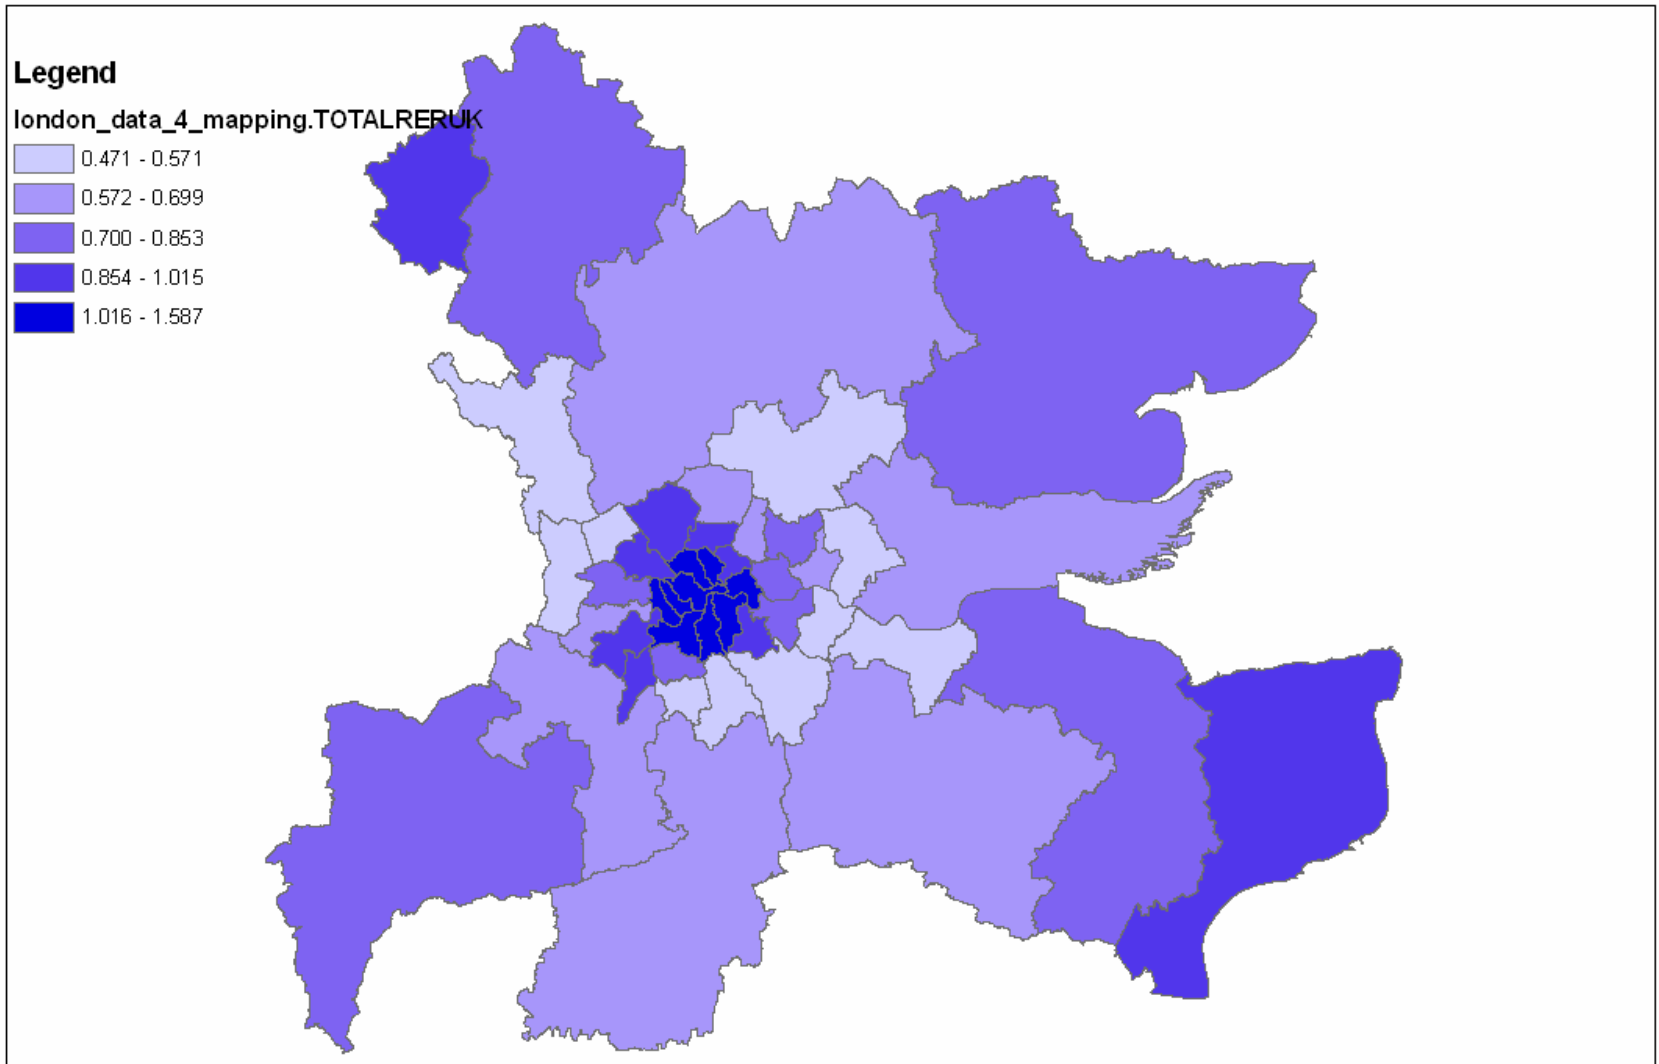 Legend
london_data_4_mapping.TOTALRERUK
0.471 - 0.571
0.572 - 0.699
0.700 - 0.853
0.854 - 1.015
1.016 - 1.587